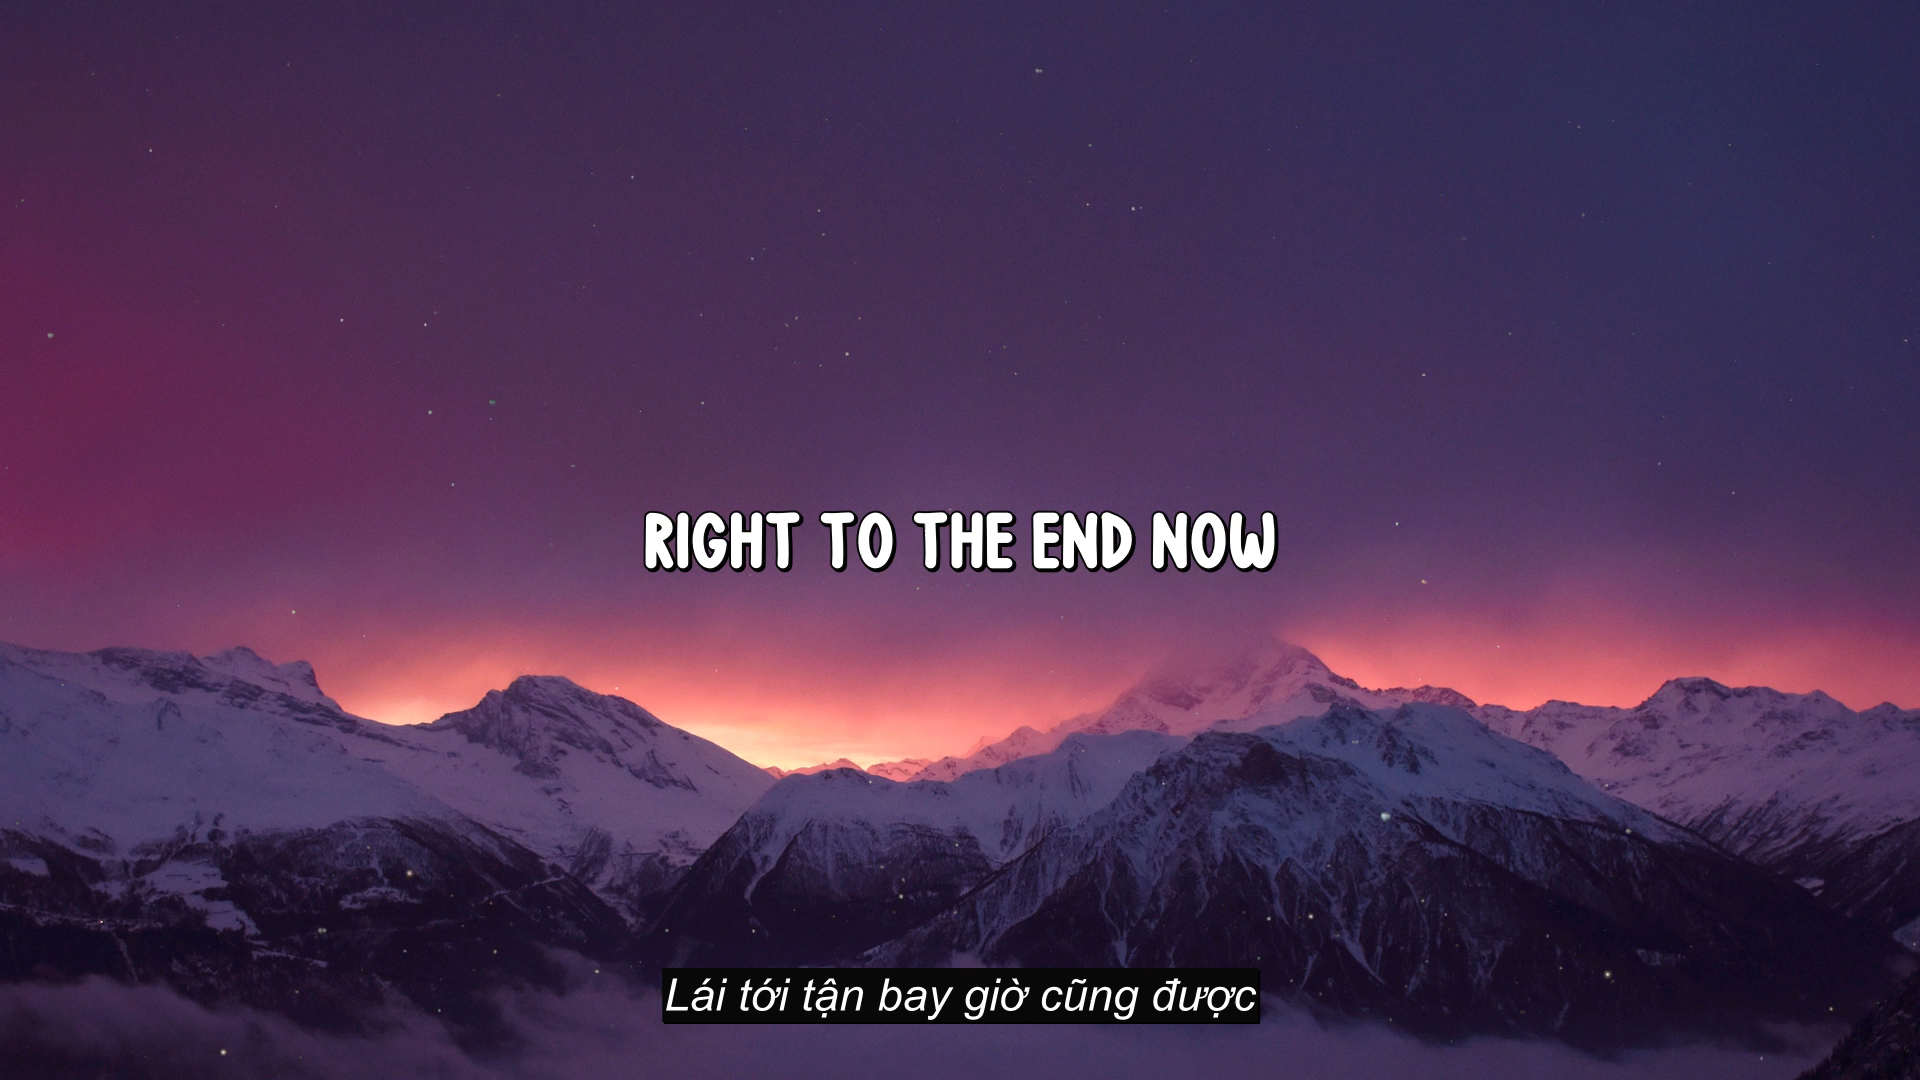 RIGHT TO THE END NOW
Lái tới tận bay giờ cũng được